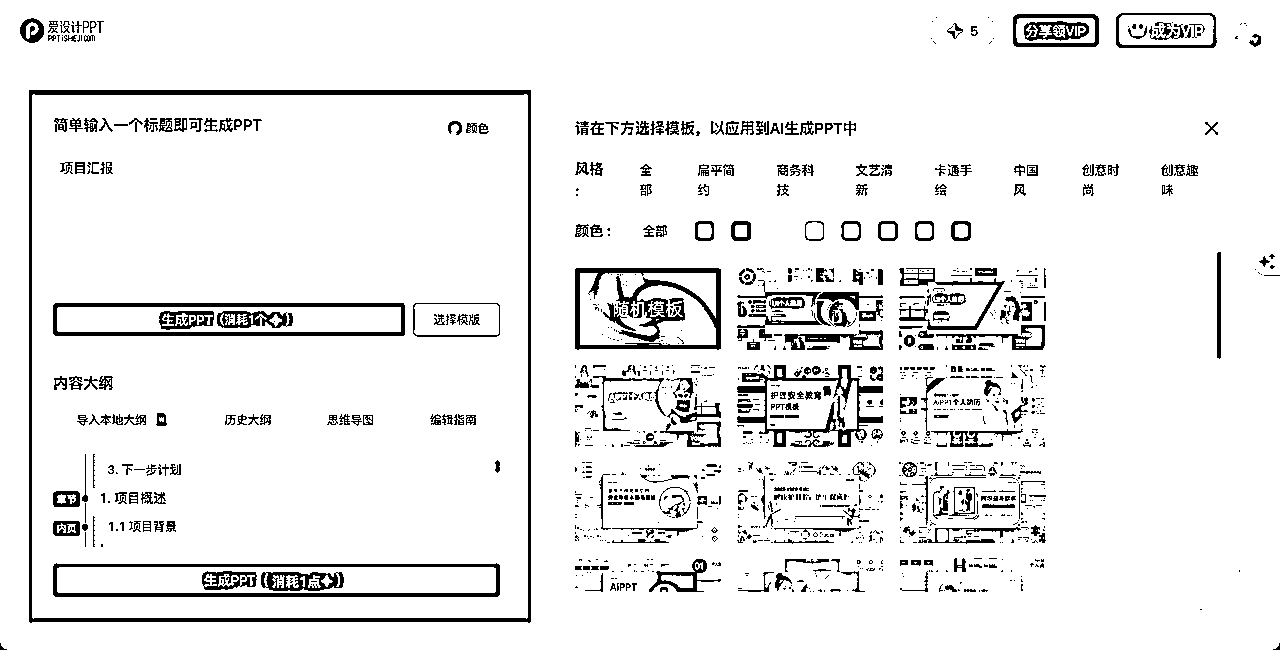 爱设计PPT
5
分享领VIP
成为VIP
简单输入一个标题即可生成PPT
颜色
项目汇报
生成PPT (消耗1个)
选择模版
内容大纲
导入本地大纲
历史大纲
思维导图
编辑指南
3. 下一步计划
章节
1. 项目概述
内页
1.1 项目背景
生成PPT ( 消耗1点)
请在下方选择模板，以应用到AI生成PPT中
风格
:
全部
扁平简约
商务科技
文艺清新
卡通手绘
中国风
创意时尚
创意趣味
颜色 :
全部
随机模板
护理安全教育
PPT模板
AiPPT个人简历
01
AiPPT